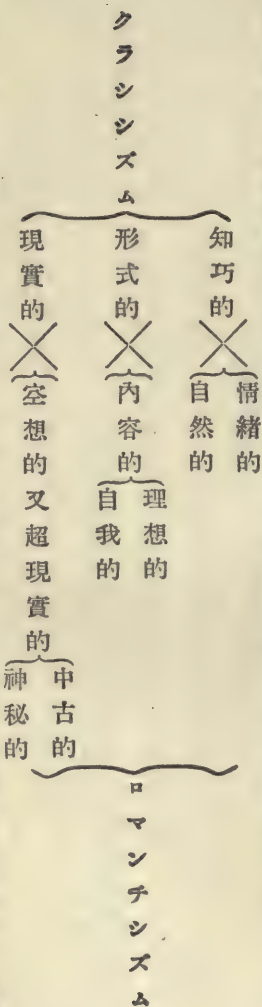 クラシシズム
知巧的
情緒的
自然的
形式的
內容的
理想的
自我的
現實的
空想的又超現實的
中古的
神秘的
ロマンチシズム